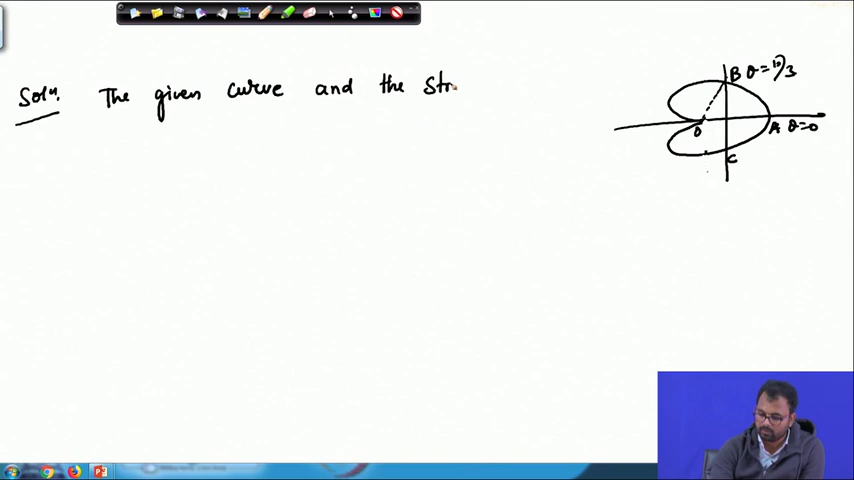 Solⁿ. The given curve and the Str
B θ = π/3
O
A θ=0
C